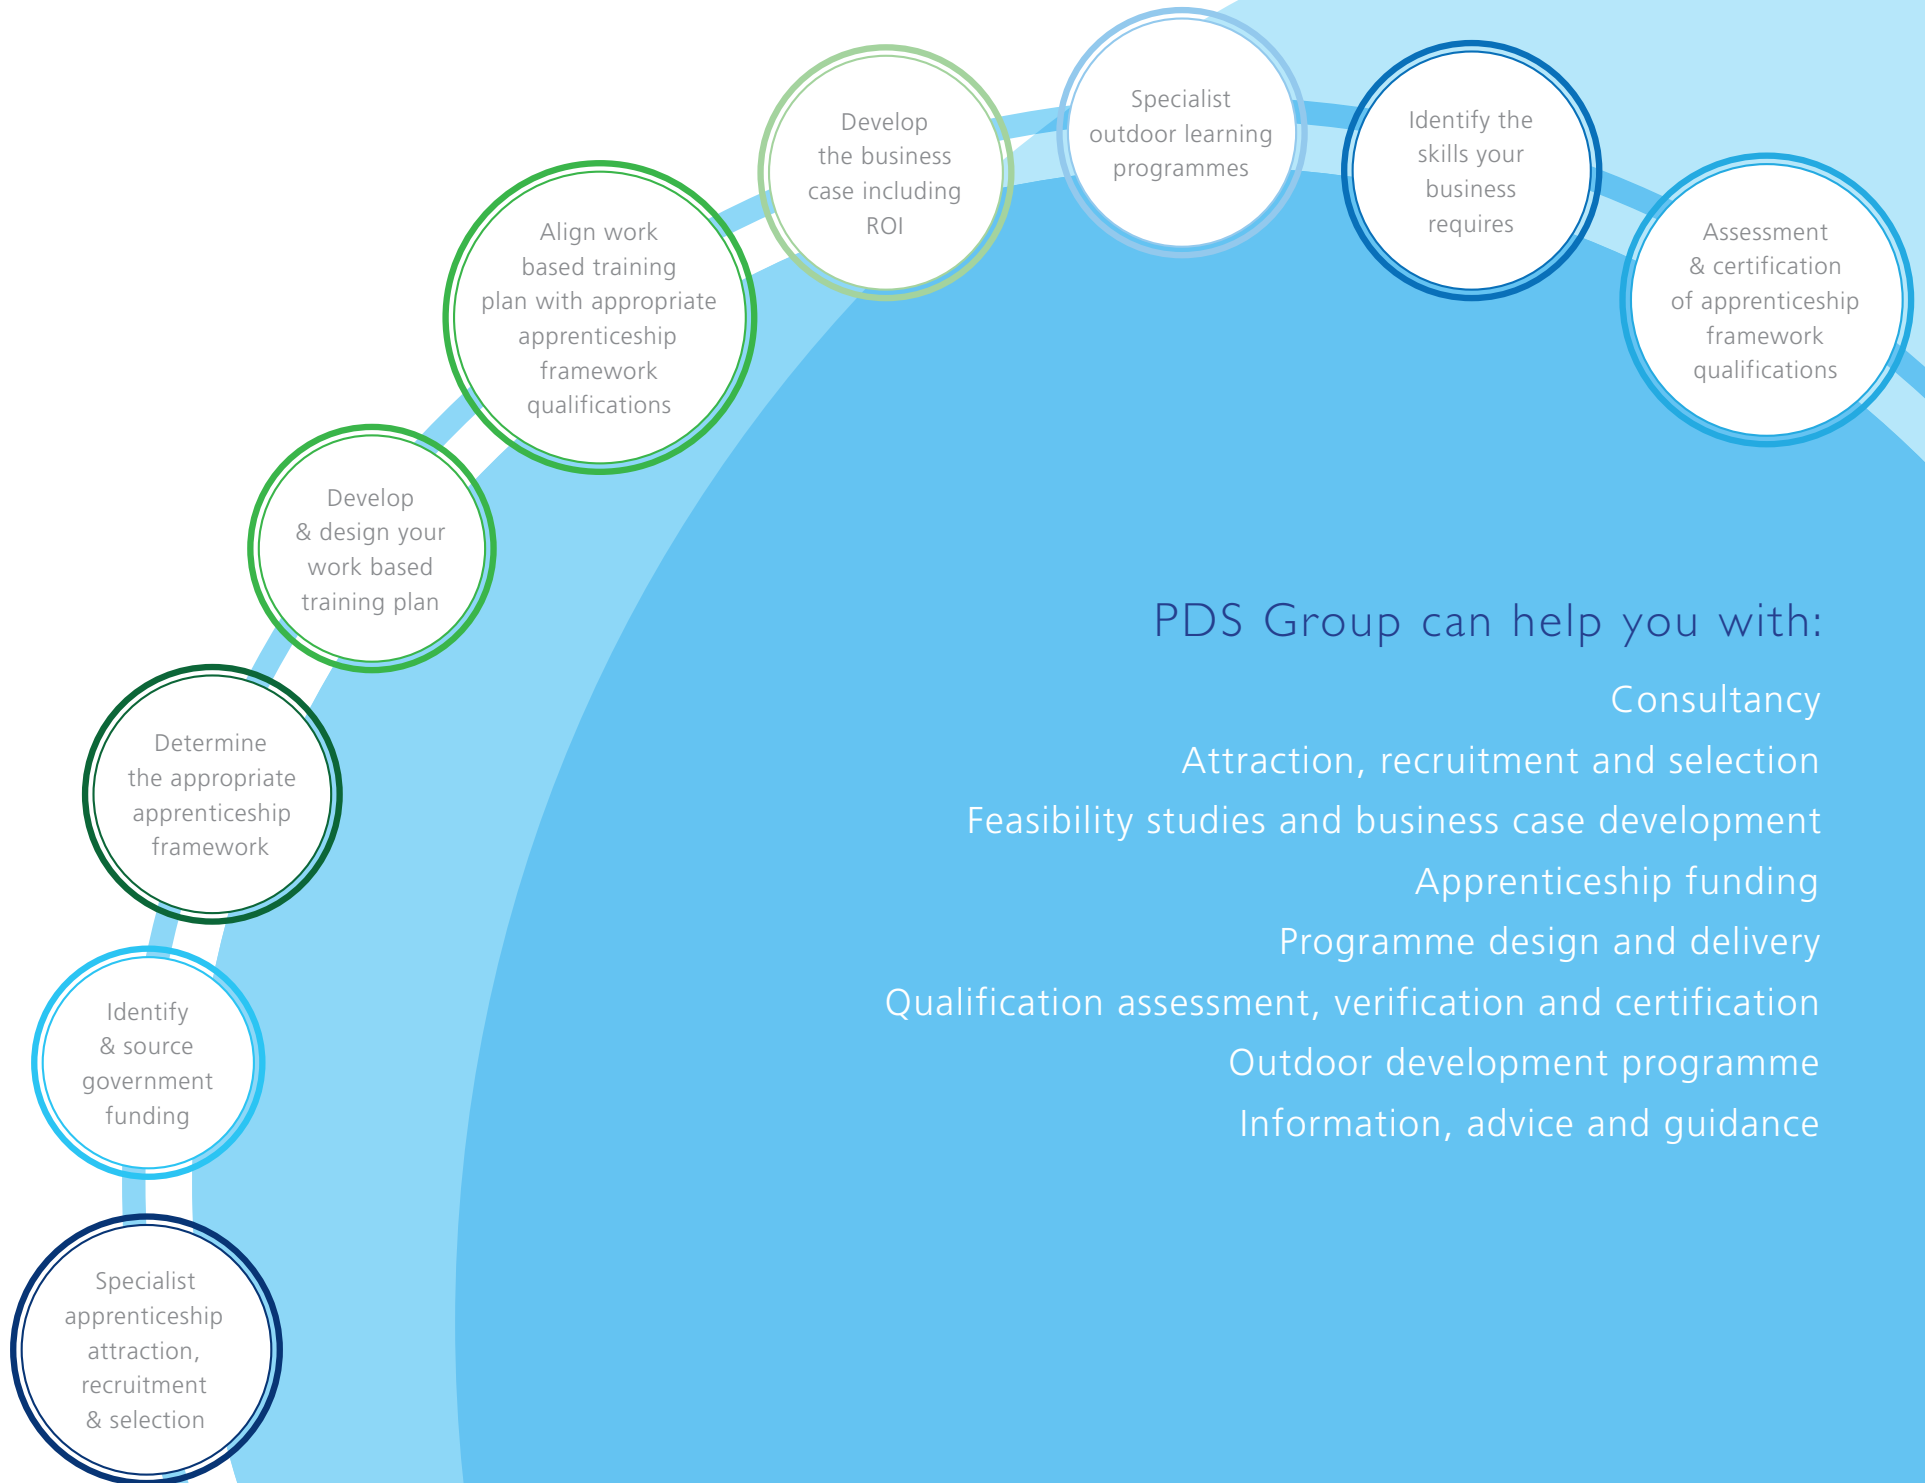 Specialist
outdoor learning
programmes
Develop
the business
case including
ROI
Identify the
skills your
business
requires
Align work
based training
plan with appropriate
apprenticeship
framework
qualifications
Assessment
& certification
of apprenticeship
framework
qualifications
Develop
& design your
work based
training plan
Determine
the appropriate
apprenticeship
framework
Identify
& source
government
funding
Specialist
apprenticeship
attraction,
recruitment
& selection
PDS Group can help you with:
Consultancy
Attraction, recruitment and selection
Feasibility studies and business case development
Apprenticeship funding
Programme design and delivery
Qualification assessment, verification and certification
Outdoor development programme
Information, advice and guidance